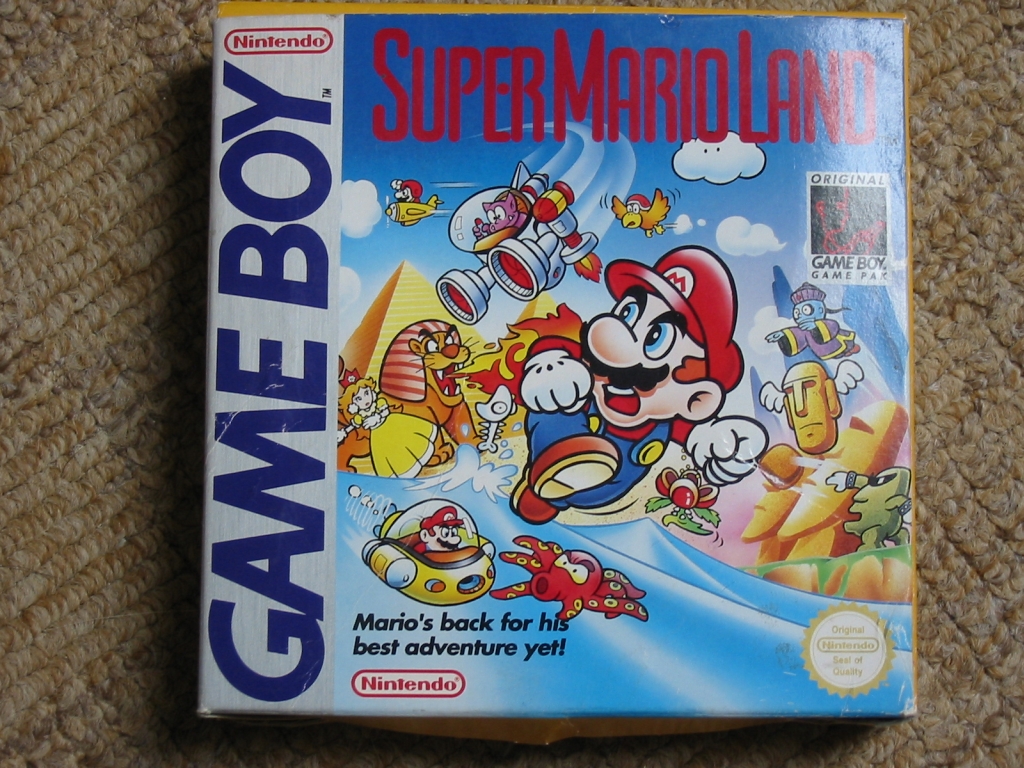 Nintendo®
GAME BOY™
SUPER MARIO LAND
ORIGINAL
GAME BOY
GAME PAK
M
Mario's back for his
best adventure yet!
Nintendo®
Original
Nintendo
Seal of
Quality